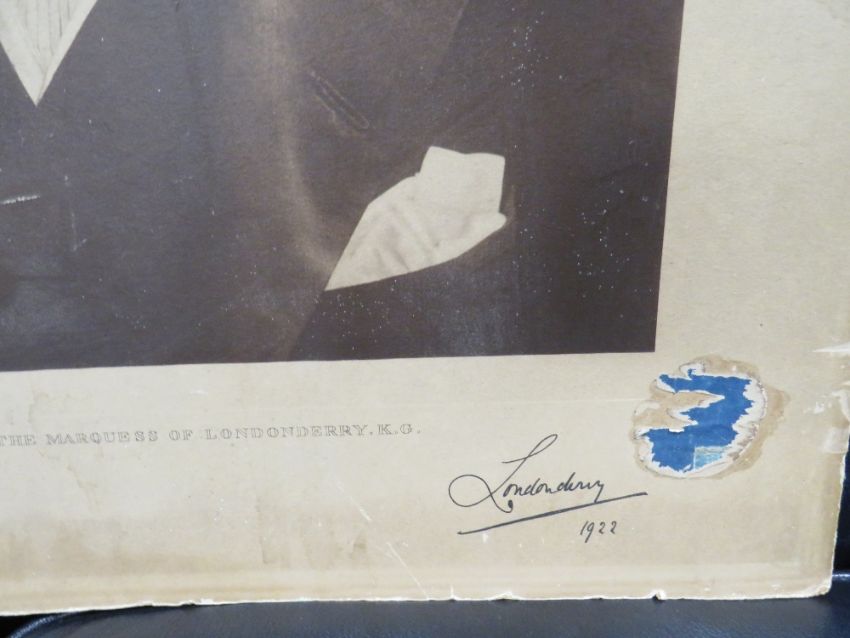 THE MARQUESS OF LONDONDERRY. K.G.
Londonderry
1922